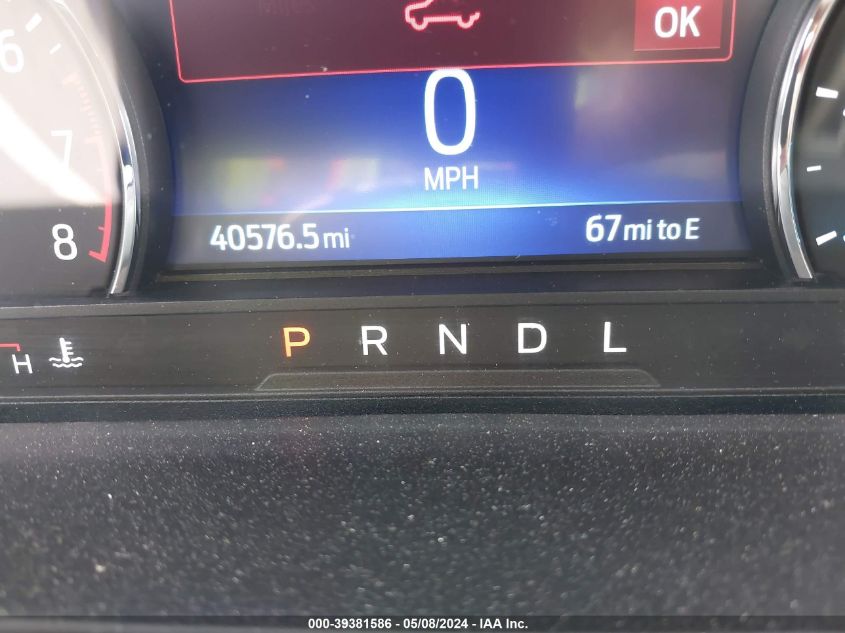 OK
6
0
7
MPH
8
40576.5 mi
67 mi to E
P R N D L
H
000-39381586 - 05/08/2024 - IAA Inc.